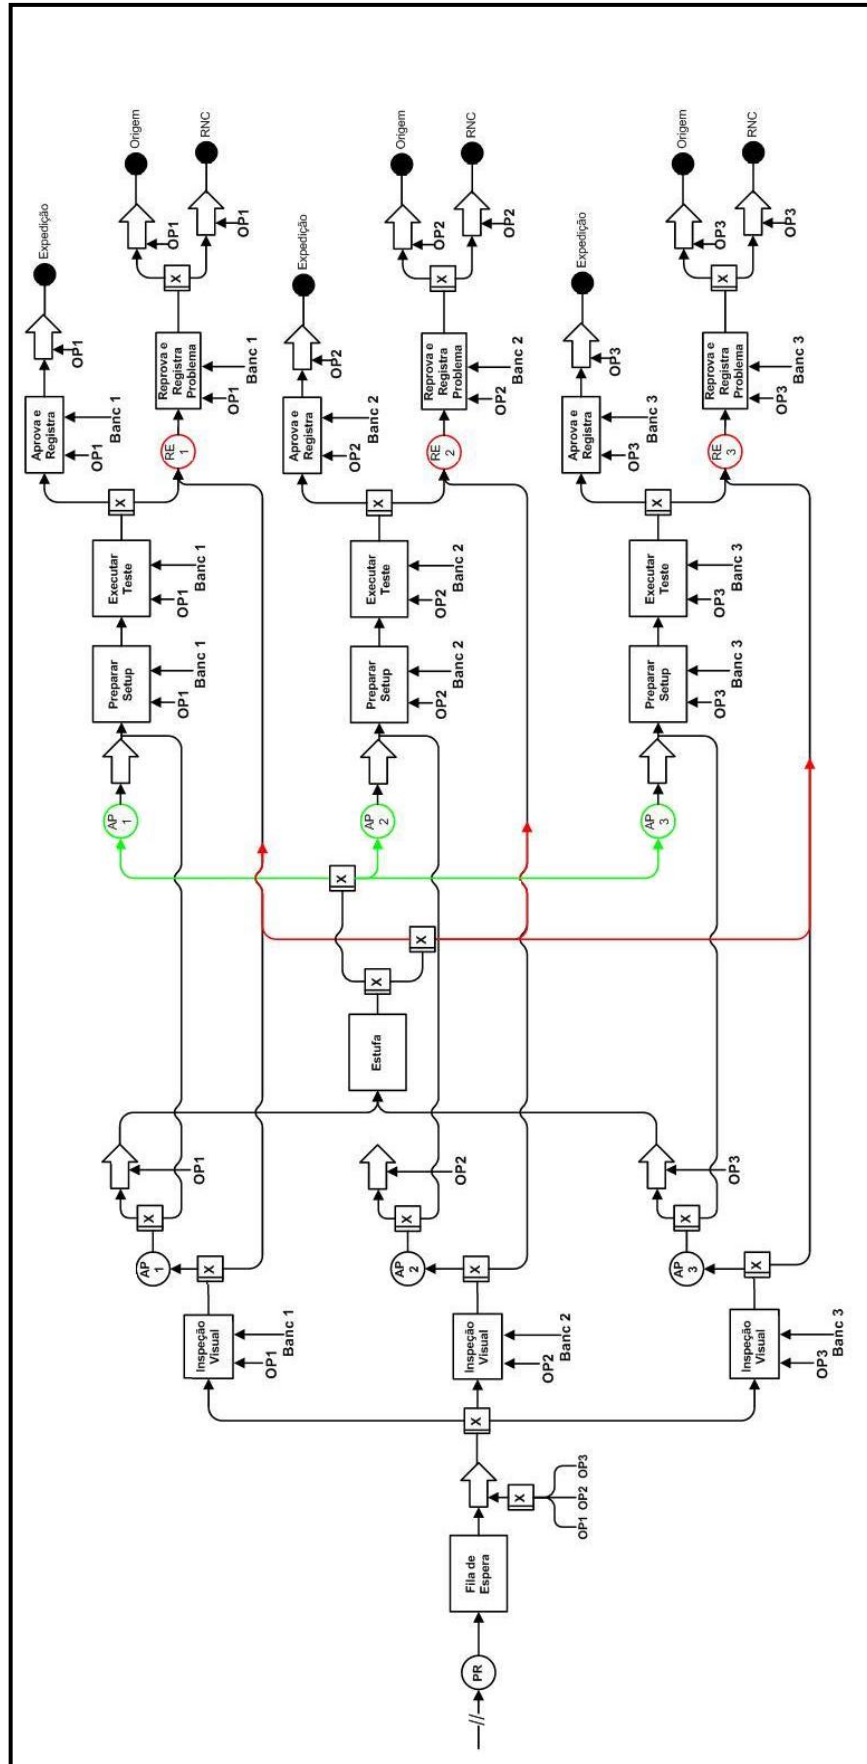 PR
Fila de
Espera
X
OP1 OP2 OP3
X
Inspeção
Visual
OP1
Banc 1
X
AP
1
X
OP1
AP
1
Preparar
Setup
OP1
Banc 1
Executar
Teste
OP1
Banc 1
X
Aprova e
Registra
OP1
Banc 1
OP1
Expedição
RE
1
Reprova e
Registra
Problema
OP1
Banc 1
X
OP1
Origem
OP1
RNC
Estufa
X
X
X
Inspeção
Visual
OP2
Banc 2
X
AP
2
X
OP2
AP
2
Preparar
Setup
OP2
Banc 2
Executar
Teste
OP2
Banc 2
X
Aprova e
Registra
OP2
Banc 2
OP2
Expedição
RE
2
Reprova e
Registra
Problema
OP2
Banc 2
X
OP2
Origem
OP2
RNC
Inspeção
Visual
OP3
Banc 3
X
AP
3
X
OP3
AP
3
Preparar
Setup
OP3
Banc 3
Executar
Teste
OP3
Banc 3
X
Aprova e
Registra
OP3
Banc 3
OP3
Expedição
RE
3
Reprova e
Registra
Problema
OP3
Banc 3
X
OP3
Origem
OP3
RNC